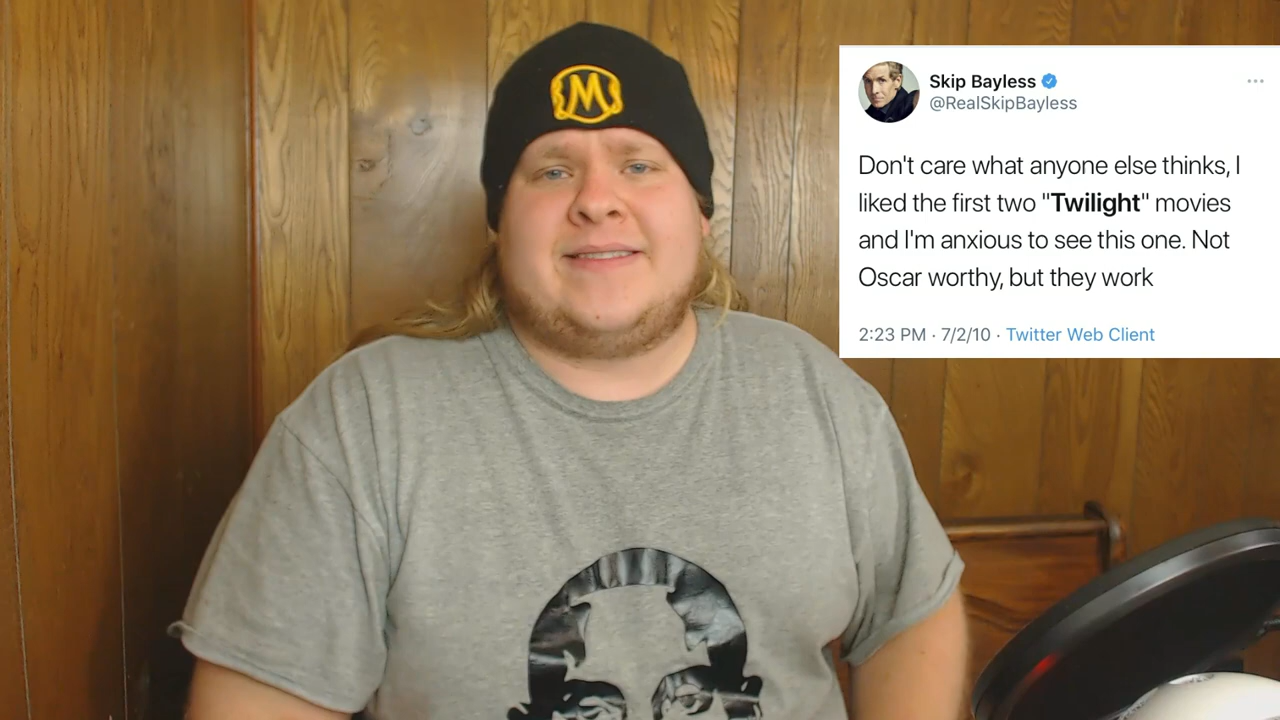 M
Skip Bayless
@RealSkipBayless
Don't care what anyone else thinks, I
liked the first two "Twilight" movies
and I'm anxious to see this one. Not
Oscar worthy, but they work
2:23 PM · 7/2/10 · Twitter Web Client